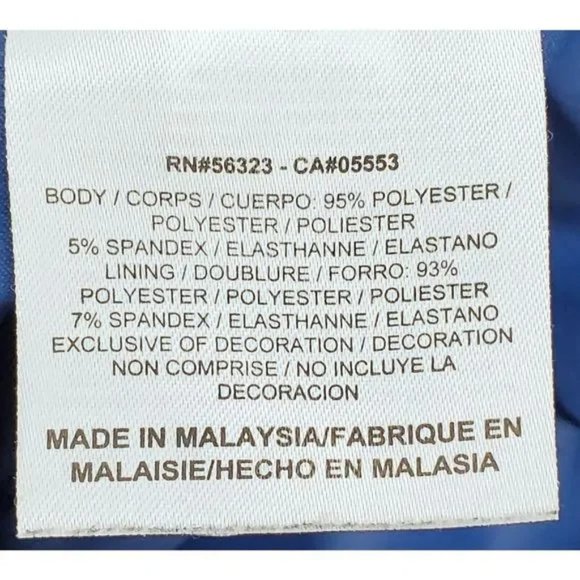 RN#56323 - CA#05553
BODY / CORPS / CUERPO: 95% POLYESTER /
POLYESTER / POLIESTER
5% SPANDEX / ELASTHANNE / ELASTANO
LINING / DOUBLURE / FORRO: 93%
POLYESTER / POLYESTER / POLIESTER
7% SPANDEX / ELASTHANNE / ELASTANO
EXCLUSIVE OF DECORATION / DECORATION
NON COMPRISE / NO INCLUYE LA
DECORACION
MADE IN MALAYSIA/FABRIQUE EN
MALAISIE/HECHO EN MALASIA